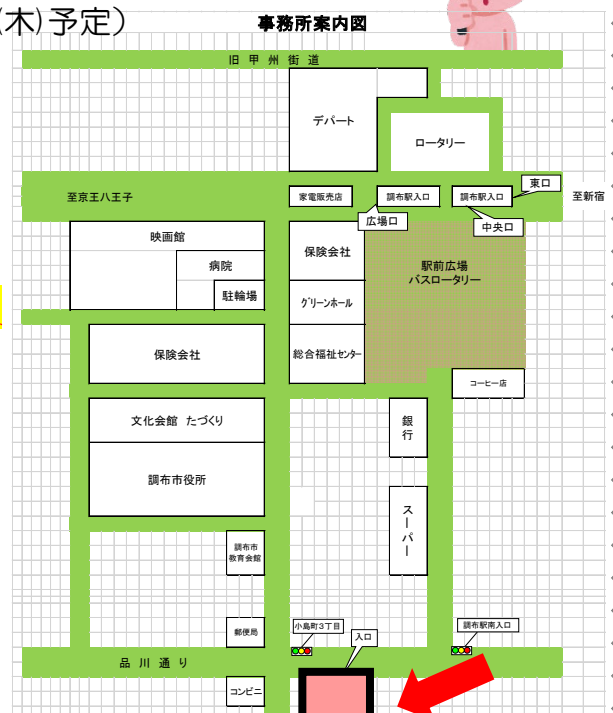 (木)予定）
事務所案内図
旧 甲 州 街 道
デパート
ロータリー
東口
至京王八王子
家電販売店
調布駅入口
調布駅入口
至新宿
広場口
中央口
映画館
保険会社
駅前広場
バスロータリー
病院
駐輪場
グリーンホール
保険会社
総合福祉センター
コーヒー店
文化会館 たづくり
銀行
調布市役所
スーパー
調布市
教育会館
郵便局
小島町３丁目
入口
調布駅南入口
品 川 通 り
コンビニ